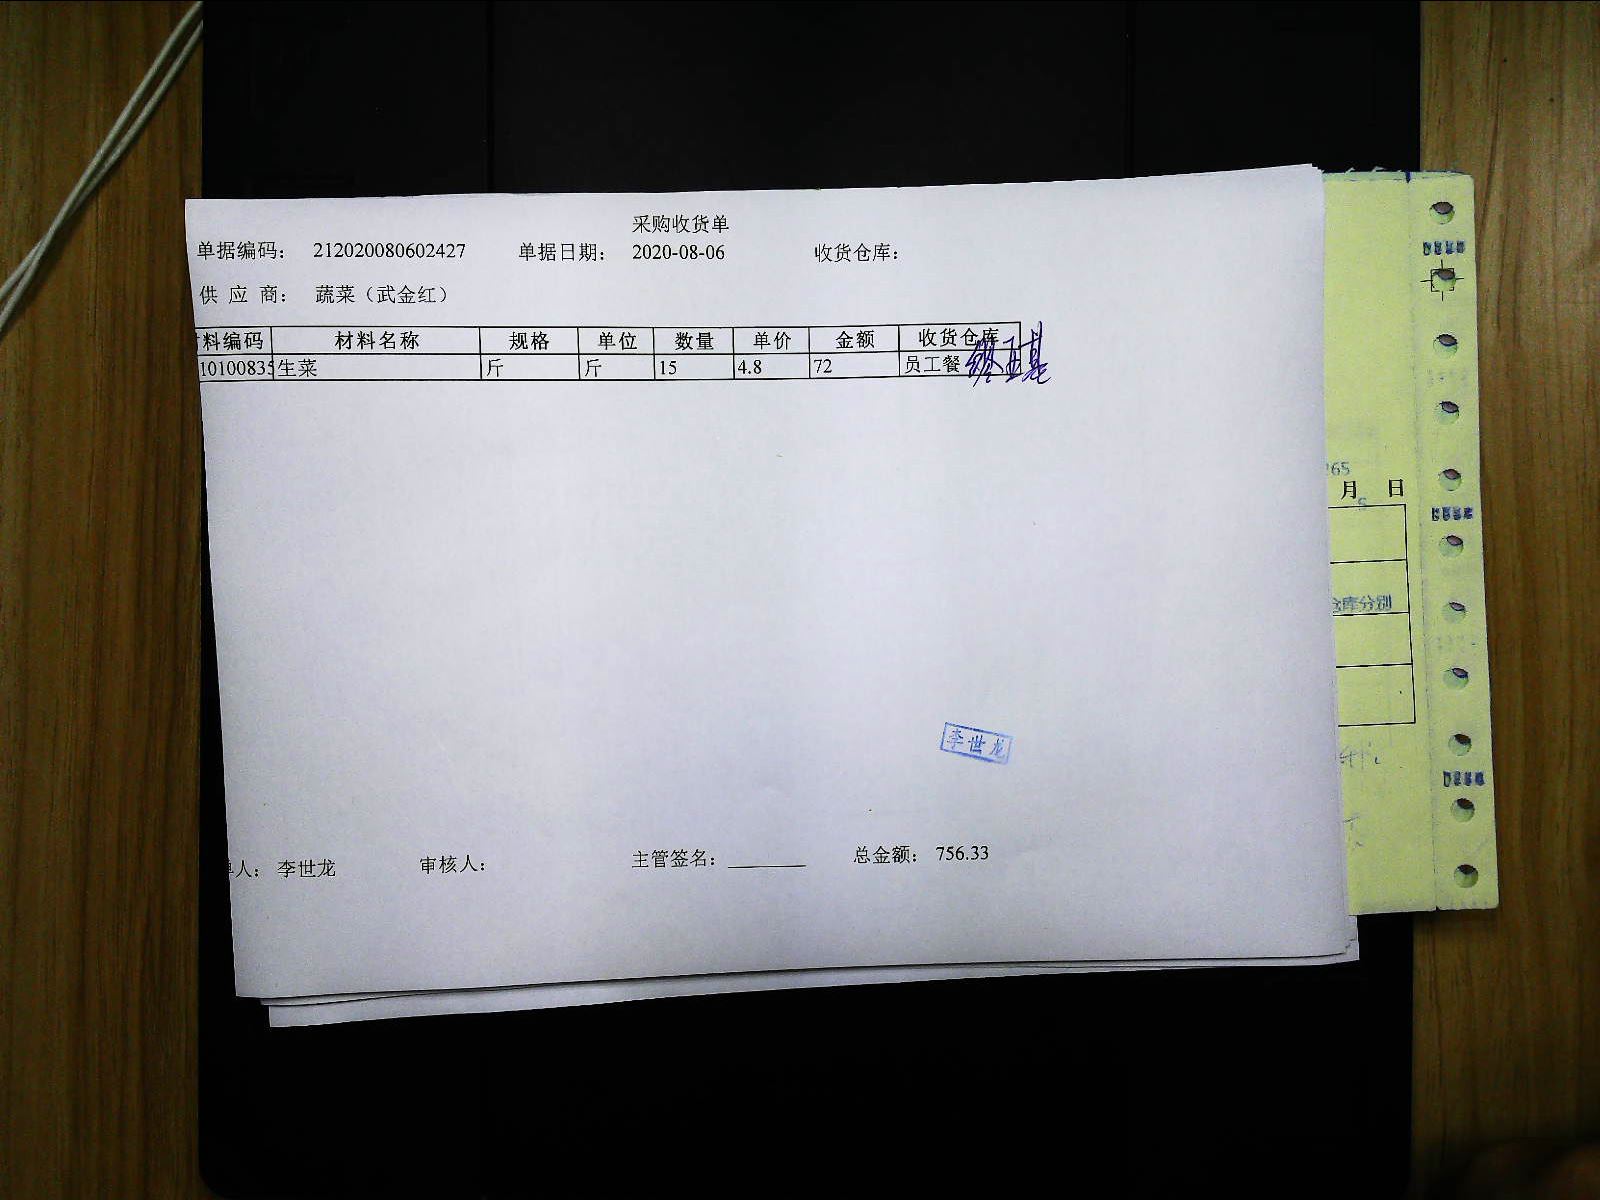 采购收货单
单据编码： 212020080602427 单据日期： 2020-08-06 收货仓库：
供 应 商： 蔬菜（武金红）
料编码 材料名称 规格 单位 数量 单价 金额 收货仓库
10100835 生菜 斤 斤 15 4.8 72 员工餐
265
月 日
5
仓库分别
李世龙
人： 李世龙 审核人： 主管签名： 总金额： 756.33